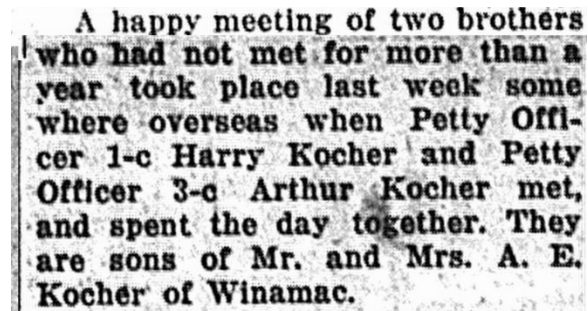 A happy meeting of two brothers
who had not met for more than a
year took place last week some
where overseas when Petty Offi-
cer 1-c Harry Kocher and Petty
Officer 3-c Arthur Kocher met,
and spent the day together. They
are sons of Mr. and Mrs. A. E.
Kocher of Winamac.